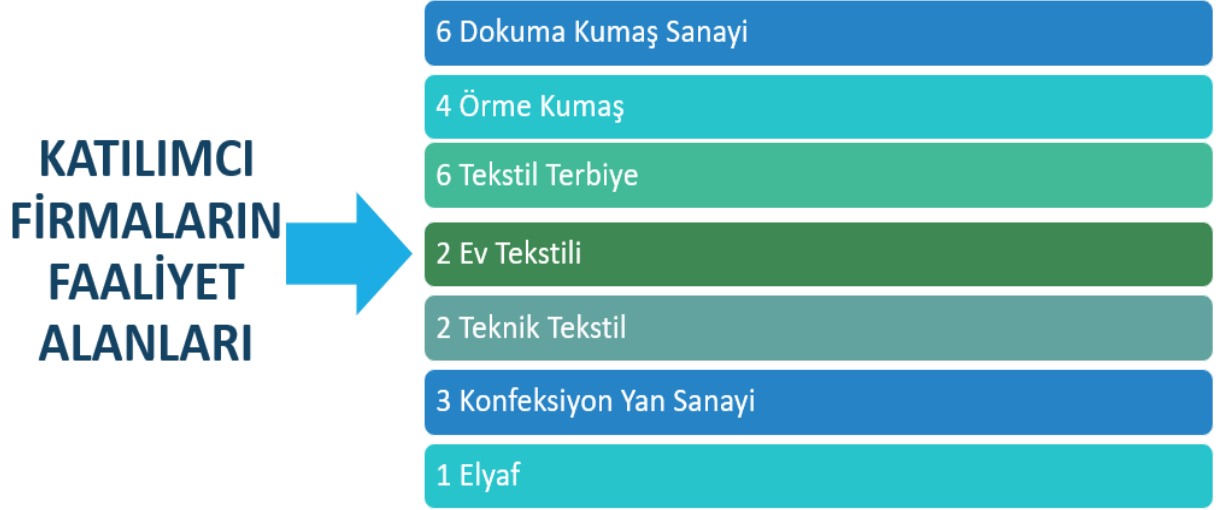 KATILIMCI
FİRMALARIN
FAALİYET
ALANLARI
6 Dokuma Kumaş Sanayi
4 Örme Kumaş
6 Tekstil Terbiye
2 Ev Tekstili
2 Teknik Tekstil
3 Konfeksiyon Yan Sanayi
1 Elyaf